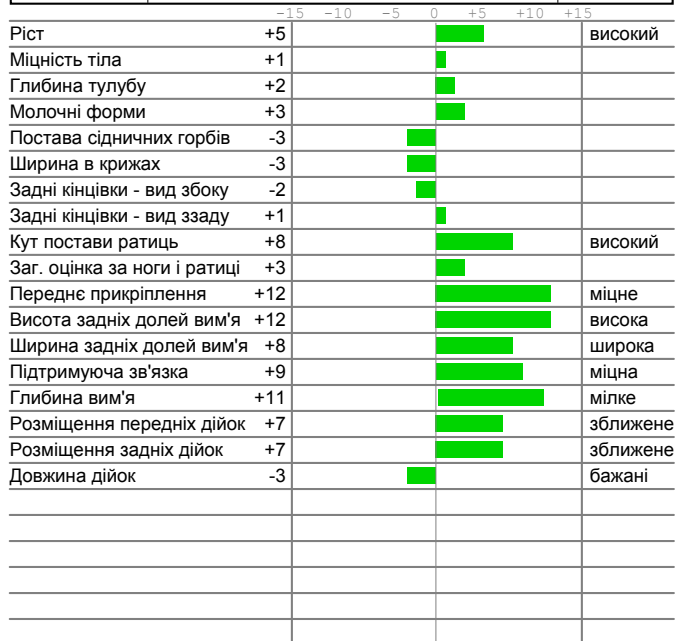 -15 -10 -5 0 +5 +10 +15
Ріст +5 високий
Міцність тіла +1
Глибина тулубу +2
Молочні форми +3
Постава сідничних горбів -3
Ширина в крижах -3
Задні кінцівки - вид збоку -2
Задні кінцівки - вид ззаду +1
Кут постави ратиць +8 високий
Заг. оцінка за ноги і ратиці +3
Переднє прикріплення +12 міцне
Висота задніх долей вим'я +12 висока
Ширина задніх долей вим'я +8 широка
Підтримуюча зв'язка +9 міцна
Глибина вим'я +11 мілке
Розміщення передніх дійок +7 зближене
Розміщення задніх дійок +7 зближене
Довжина дійок -3 бажані